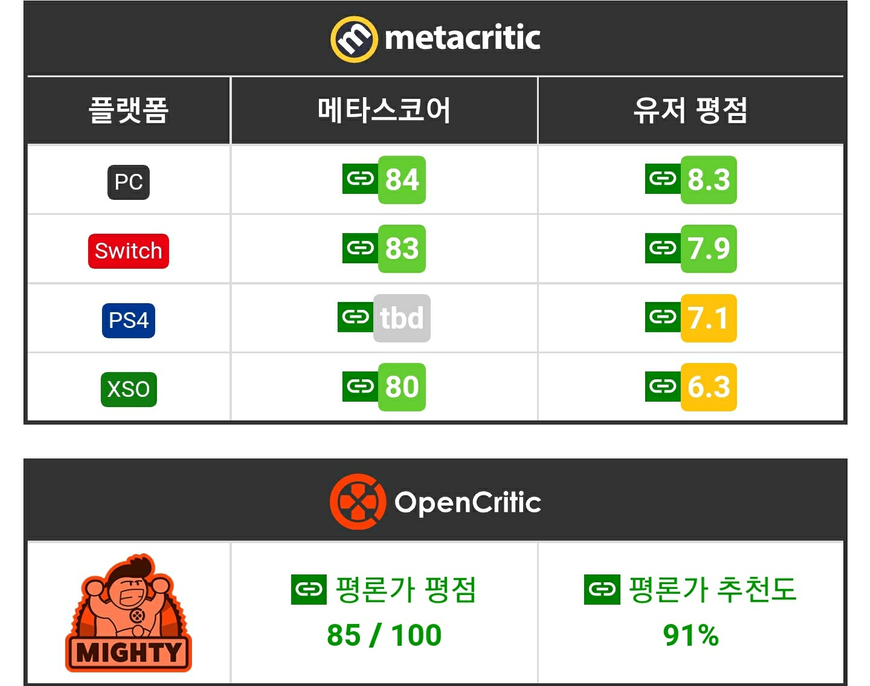 metacritic
플랫폼 메타스코어 유저 평점
PC 84 8.3
Switch 83 7.9
PS4 tbd 7.1
XSO 80 6.3
OpenCritic
평론가 평점 평론가 추천도
MIGHTY 85 / 100 91%